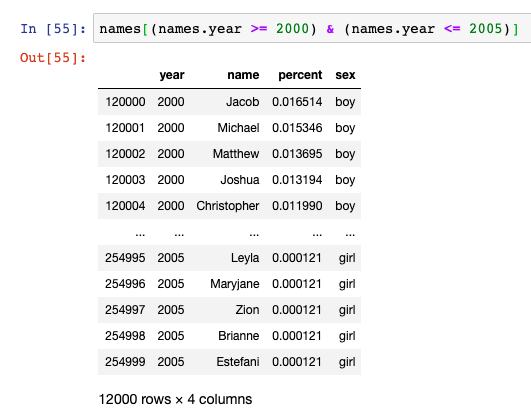 In [55]: names[(names.year >= 2000) & (names.year <= 2005)]
Out[55]:
year name percent sex
120000 2000 Jacob 0.016514 boy
120001 2000 Michael 0.015346 boy
120002 2000 Matthew 0.013695 boy
120003 2000 Joshua 0.013194 boy
120004 2000 Christopher 0.011990 boy
... ... ... ... ...
254995 2005 Leyla 0.000121 girl
254996 2005 Maryjane 0.000121 girl
254997 2005 Zion 0.000121 girl
254998 2005 Brianne 0.000121 girl
254999 2005 Estefani 0.000121 girl
12000 rows × 4 columns